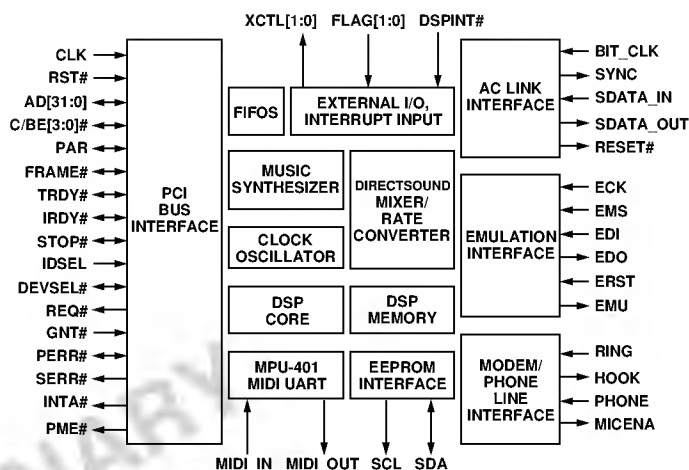 XCTL[1:0] FLAG[1:0] DSPINT#
CLK
RST#
AD[31:0]
C/BE[3:0]#
PAR
FRAME#
TRDY#
IRDY#
STOP#
IDSEL
DEVSEL#
REQ#
GNT#
PERR#
SERR#
INTA#
PME#
PCI
BUS
INTERFACE
FIFOS
EXTERNAL I/O,
INTERRUPT INPUT
MUSIC
SYNTHESIZER
DIRECTSOUND
MIXER/
RATE
CONVERTER
CLOCK
OSCILLATOR
DSP
CORE
DSP
MEMORY
MPU-401
MIDI UART
EEPROM
INTERFACE
MIDI_IN MIDI_OUT SCL SDA
AC LINK
INTERFACE
BIT_CLK
SYNC
SDATA_IN
SDATA_OUT
RESET#
EMULATION
INTERFACE
ECK
EMS
EDI
EDO
ERST
EMU
MODEM/
PHONE
LINE
INTERFACE
RING
HOOK
PHONE
MICENA